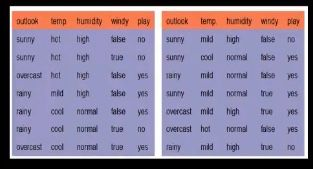 outlook temp. humidity windy play
sunny hot high false no
sunny hot high true no
overcast hot high false yes
rainy mild high false yes
rainy cool normal false yes
rainy cool normal true no
overcast cool normal true yes
outlook temp. humidity windy play
sunny mild high false no
sunny cool normal false yes
rainy mild normal false yes
sunny mild normal true yes
overcast mild high true yes
overcast hot normal false yes
rainy mild high true no